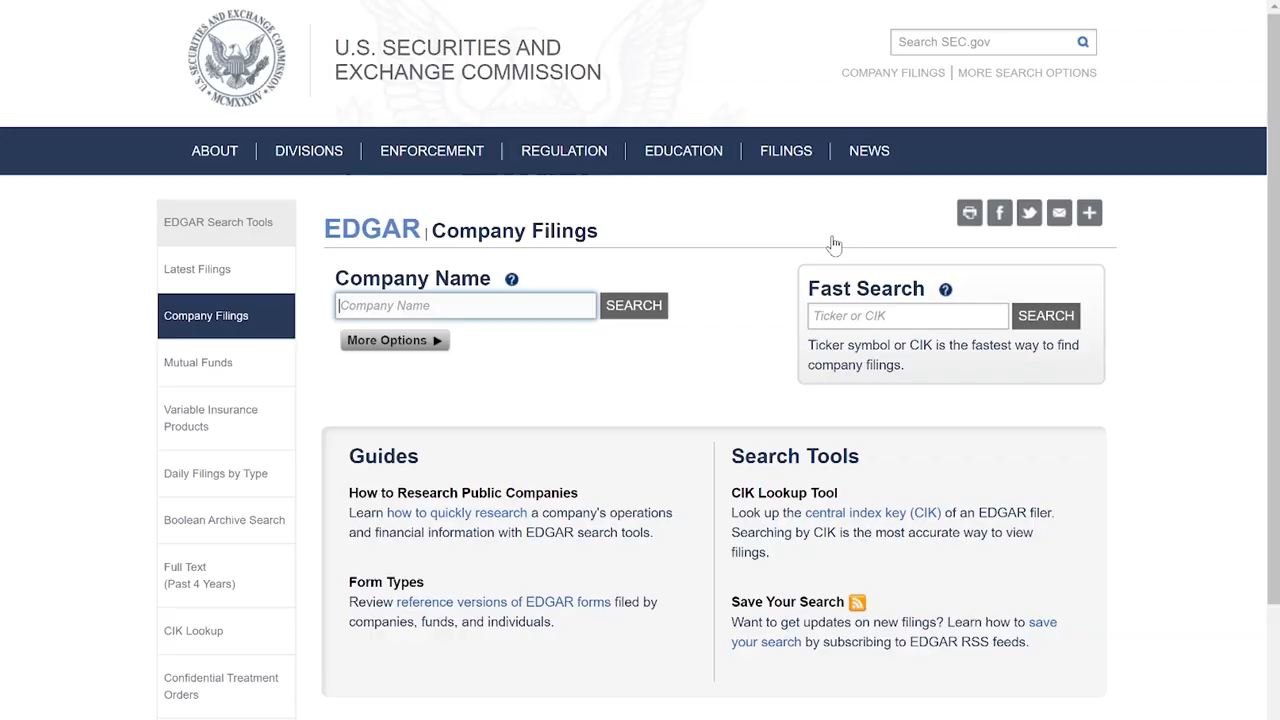 U.S. SECURITIES AND EXCHANGE COMMISSION
MCMXXXIV
U.S. SECURITIES AND
EXCHANGE COMMISSION
Search SEC.gov
COMPANY FILINGS | MORE SEARCH OPTIONS
ABOUT | DIVISIONS | ENFORCEMENT | REGULATION | EDUCATION | FILINGS | NEWS
EDGAR Search Tools
Latest Filings
Company Filings
Mutual Funds
Variable Insurance
Products
Daily Filings by Type
Boolean Archive Search
Full Text
(Past 4 Years)
CIK Lookup
Confidential Treatment
Orders
EDGAR | Company Filings
Company Name ?
Company Name
SEARCH
More Options ▶
Fast Search ?
Ticker or CIK
SEARCH
Ticker symbol or CIK is the fastest way to find
company filings.
Guides
How to Research Public Companies
Learn how to quickly research a company's operations
and financial information with EDGAR search tools.
Form Types
Review reference versions of EDGAR forms filed by
companies, funds, and individuals.
Search Tools
CIK Lookup Tool
Look up the central index key (CIK) of an EDGAR filer.
Searching by CIK is the most accurate way to view
filings.
Save Your Search
Want to get updates on new filings? Learn how to save
your search by subscribing to EDGAR RSS feeds.